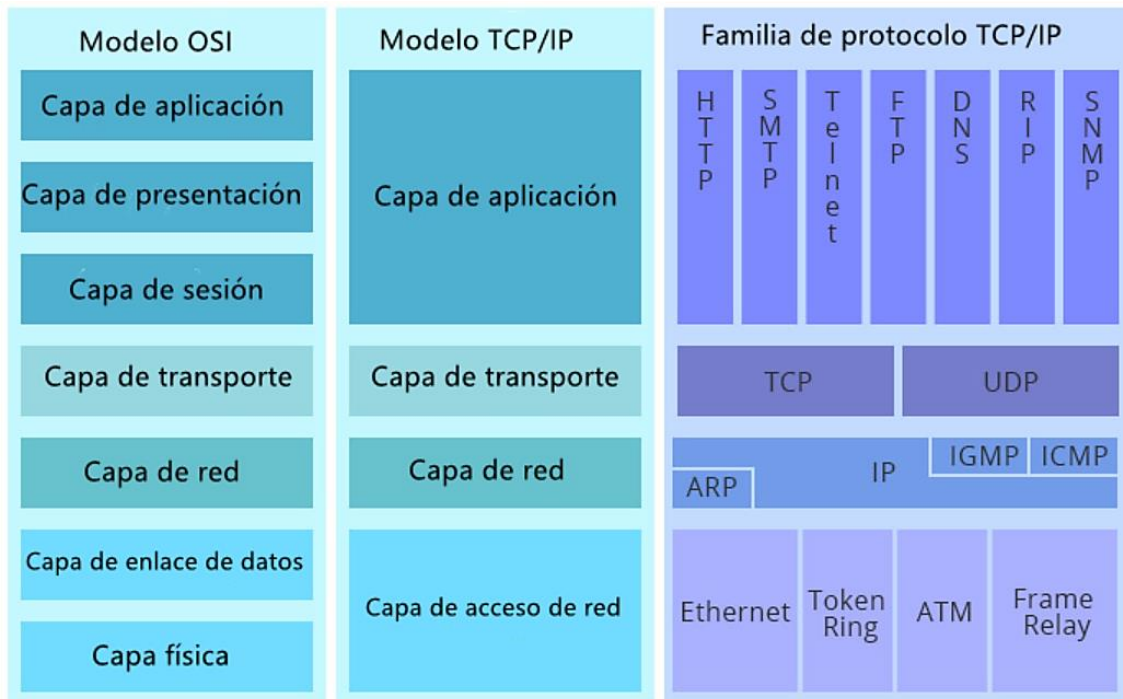 Modelo OSI
Capa de aplicación
Capa de presentación
Capa de sesión
Capa de transporte
Capa de red
Capa de enlace de datos
Capa física
Modelo TCP/IP
Capa de aplicación
Capa de transporte
Capa de red
Capa de acceso de red
Familia de protocolo TCP/IP
HTTP
SMTP
Telnet
FTP
DNS
RIP
SNMP
TCP
UDP
ARP
IP
IGMP
ICMP
Ethernet
Token
Ring
ATM
Frame
Relay